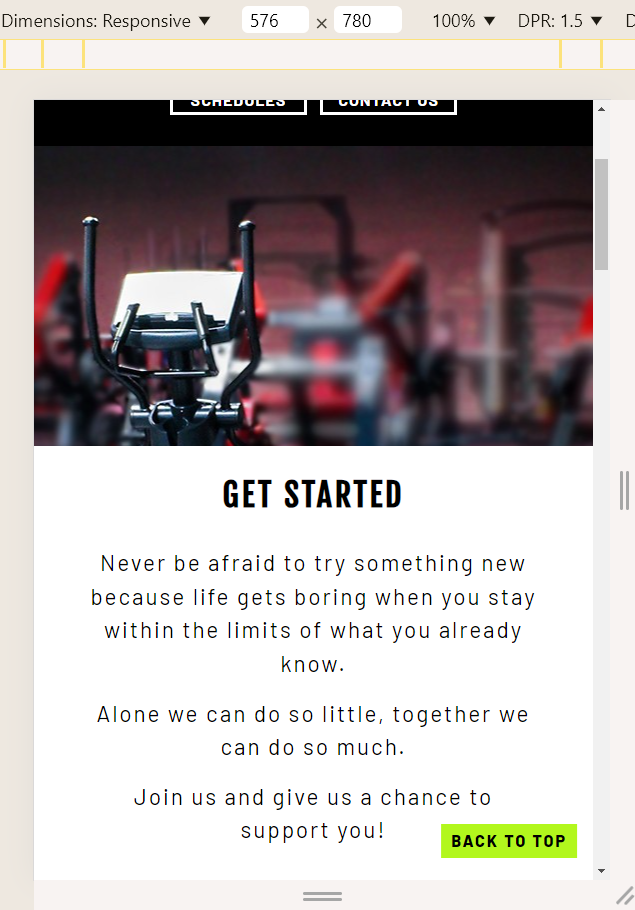 Dimensions: Responsive ▼ 576 × 780 100% ▼ DPR: 1.5 ▼ D
SCHEDULES CONTACT US
GET STARTED
Never be afraid to try something new
because life gets boring when you stay
within the limits of what you already
know.
Alone we can do so little, together we
can do so much.
Join us and give us a chance to
support you!
BACK TO TOP